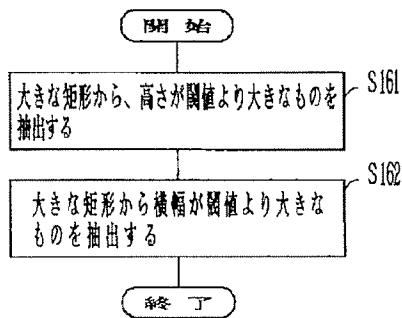 開始
S161
大きな矩形から、高さが閾値より大きなものを
抽出する
S162
大きな矩形から横幅が閾値より大きな
ものを抽出する
終了